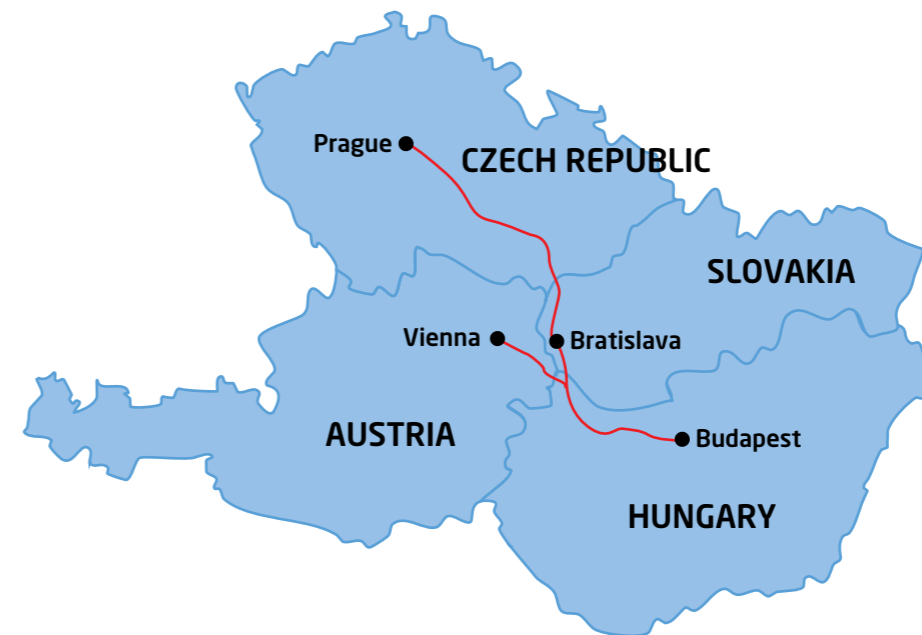 Prague
CZECH REPUBLIC
SLOVAKIA
Vienna
Bratislava
AUSTRIA
Budapest
HUNGARY